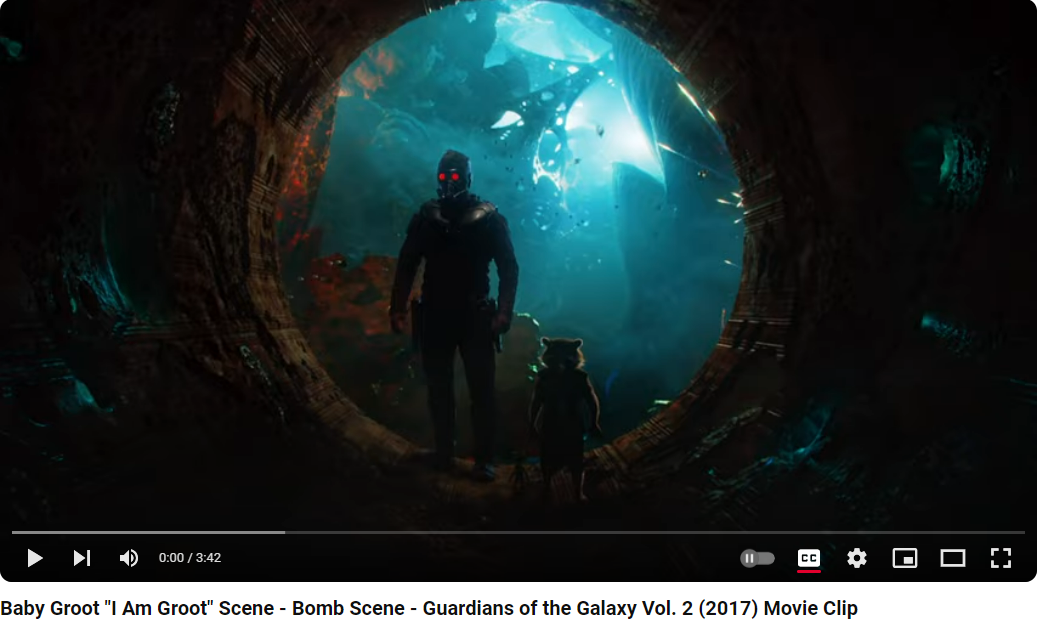 0:00 / 3:42
CC
Baby Groot "I Am Groot" Scene - Bomb Scene - Guardians of the Galaxy Vol. 2 (2017) Movie Clip